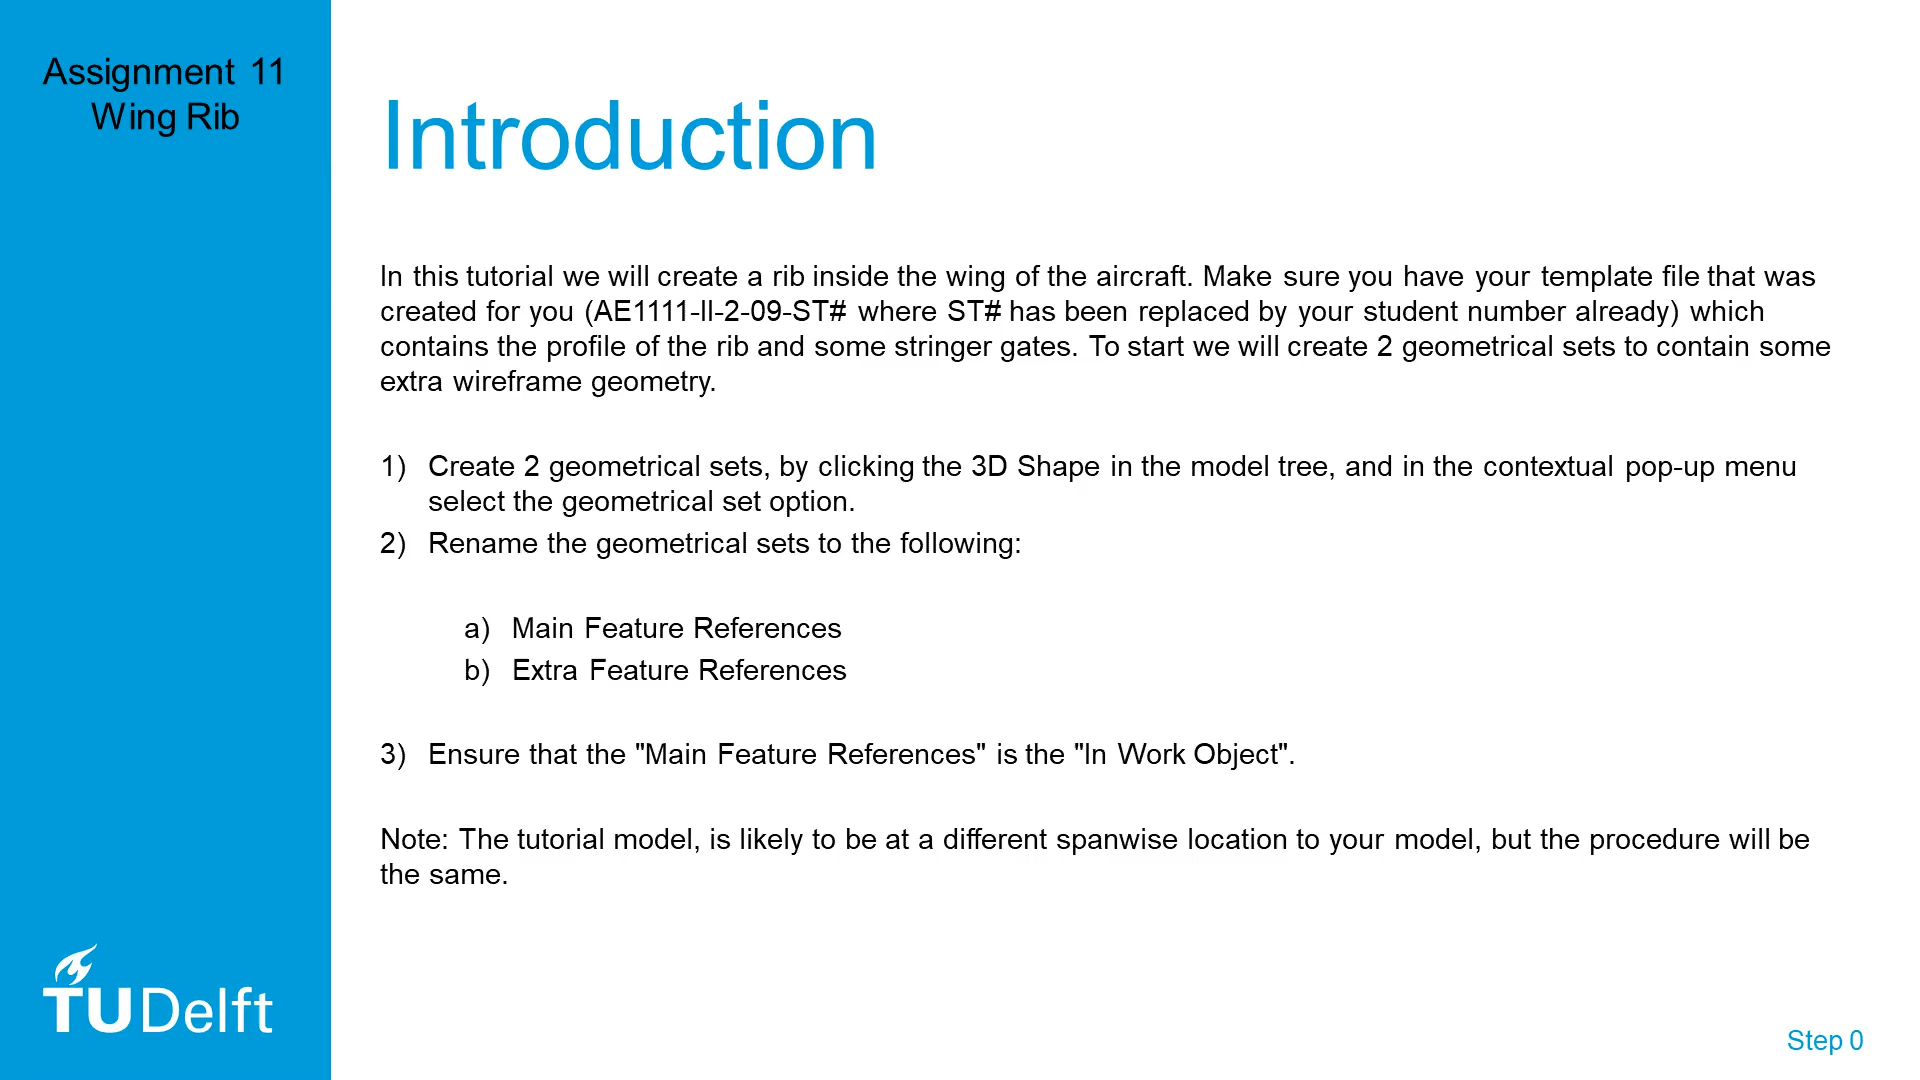 Assignment 11
Wing Rib
Introduction
In this tutorial we will create a rib inside the wing of the aircraft. Make sure you have your template file that was
created for you (AE1111-II-2-09-ST# where ST# has been replaced by your student number already) which
contains the profile of the rib and some stringer gates. To start we will create 2 geometrical sets to contain some
extra wireframe geometry.
1) Create 2 geometrical sets, by clicking the 3D Shape in the model tree, and in the contextual pop-up menu
select the geometrical set option.
2) Rename the geometrical sets to the following:
a) Main Feature References
b) Extra Feature References
3) Ensure that the "Main Feature References" is the "In Work Object".
Note: The tutorial model, is likely to be at a different spanwise location to your model, but the procedure will be
the same.
TUDelft
Step 0